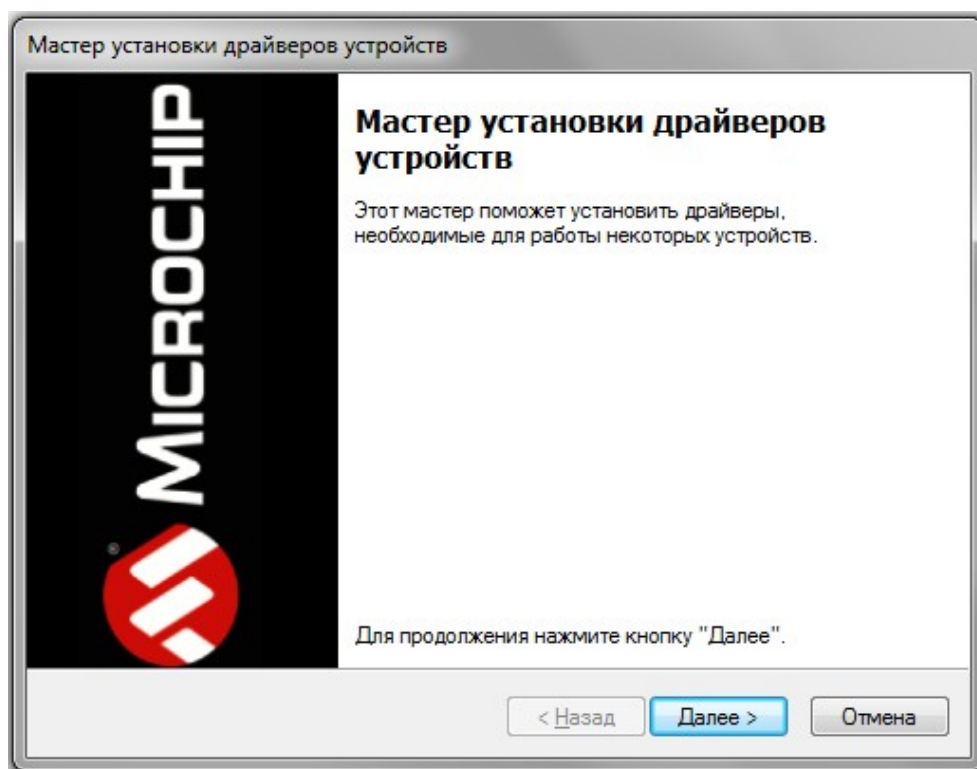 Мастер установки драйверов устройств
MICROCHIP
®
Мастер установки драйверов
устройств
Этот мастер поможет установить драйверы,
необходимые для работы некоторых устройств.
Для продолжения нажмите кнопку "Далее".
< Назад
Далее >
Отмена